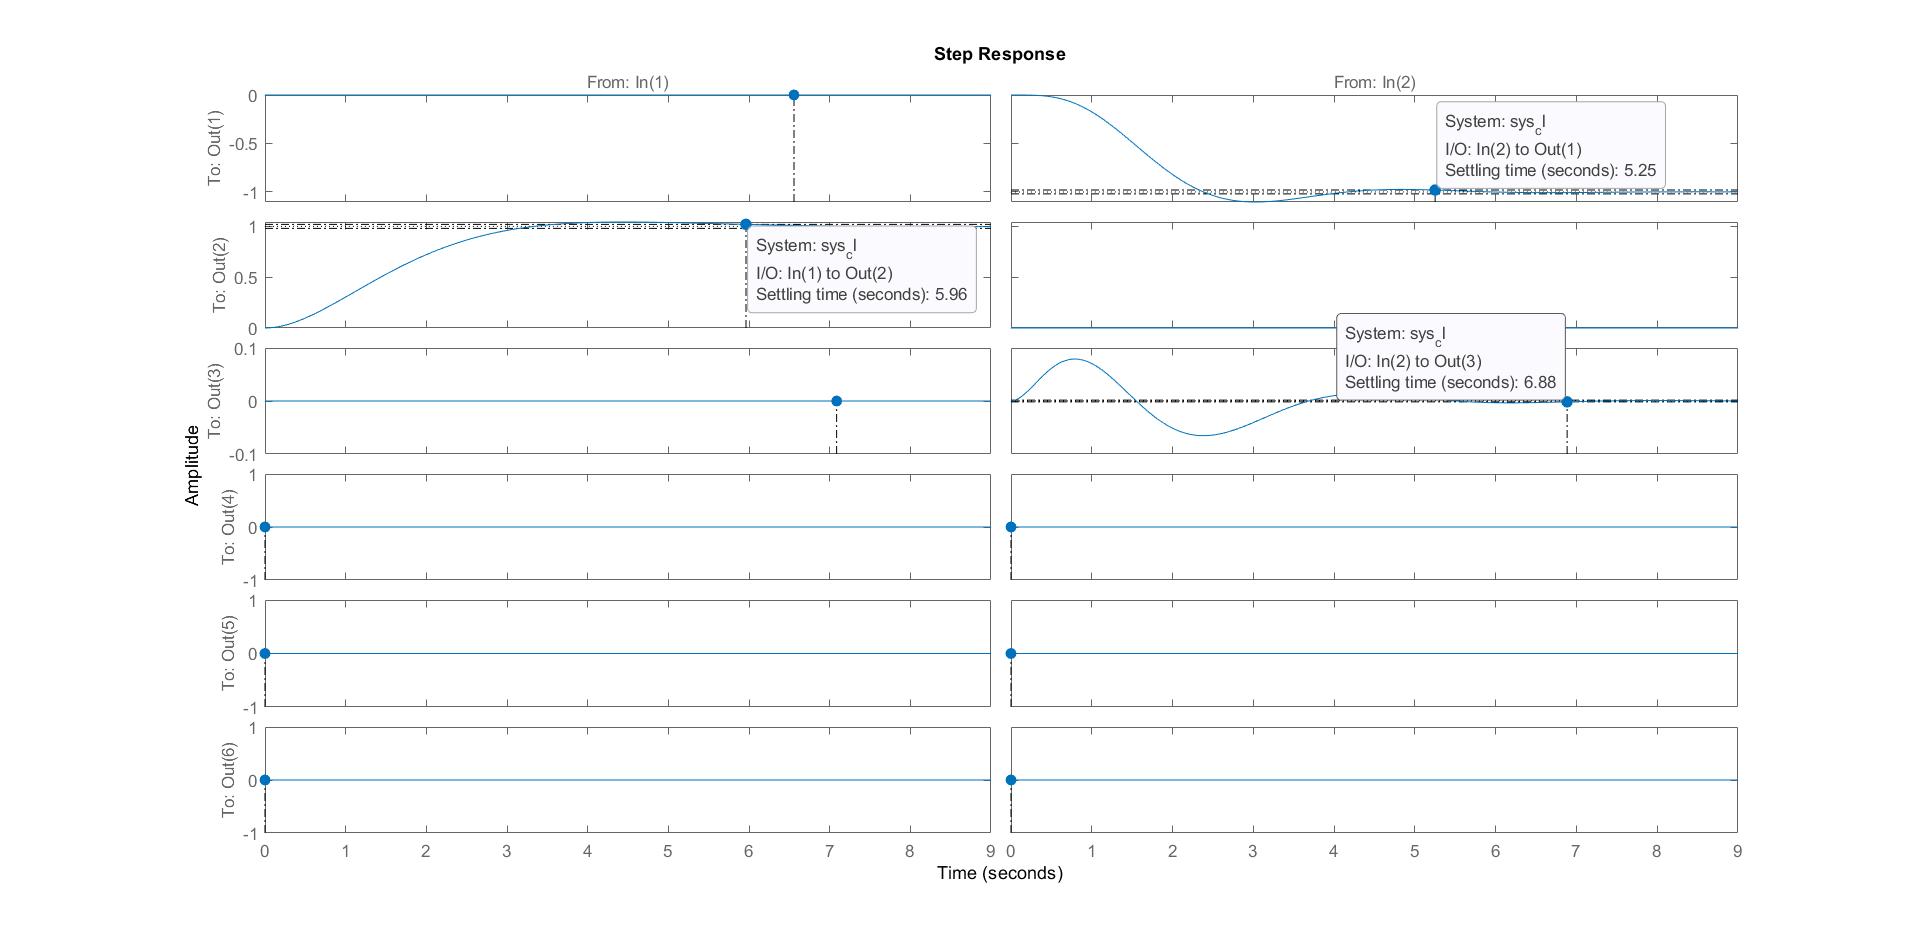 Step Response
From: In(1)
From: In(2)
To: Out(1)
0
-0.5
-1
System: sys_cl
I/O: In(2) to Out(1)
Settling time (seconds): 5.25
To: Out(2)
1
0.5
0
System: sys_cl
I/O: In(1) to Out(2)
Settling time (seconds): 5.96
To: Out(3)
0.1
0
-0.1
System: sys_cl
I/O: In(2) to Out(3)
Settling time (seconds): 6.88
Amplitude
To: Out(4)
1
0
-1
To: Out(5)
1
0
-1
To: Out(6)
1
0
-1
0 1 2 3 4 5 6 7 8 9
0 1 2 3 4 5 6 7 8 9
Time (seconds)